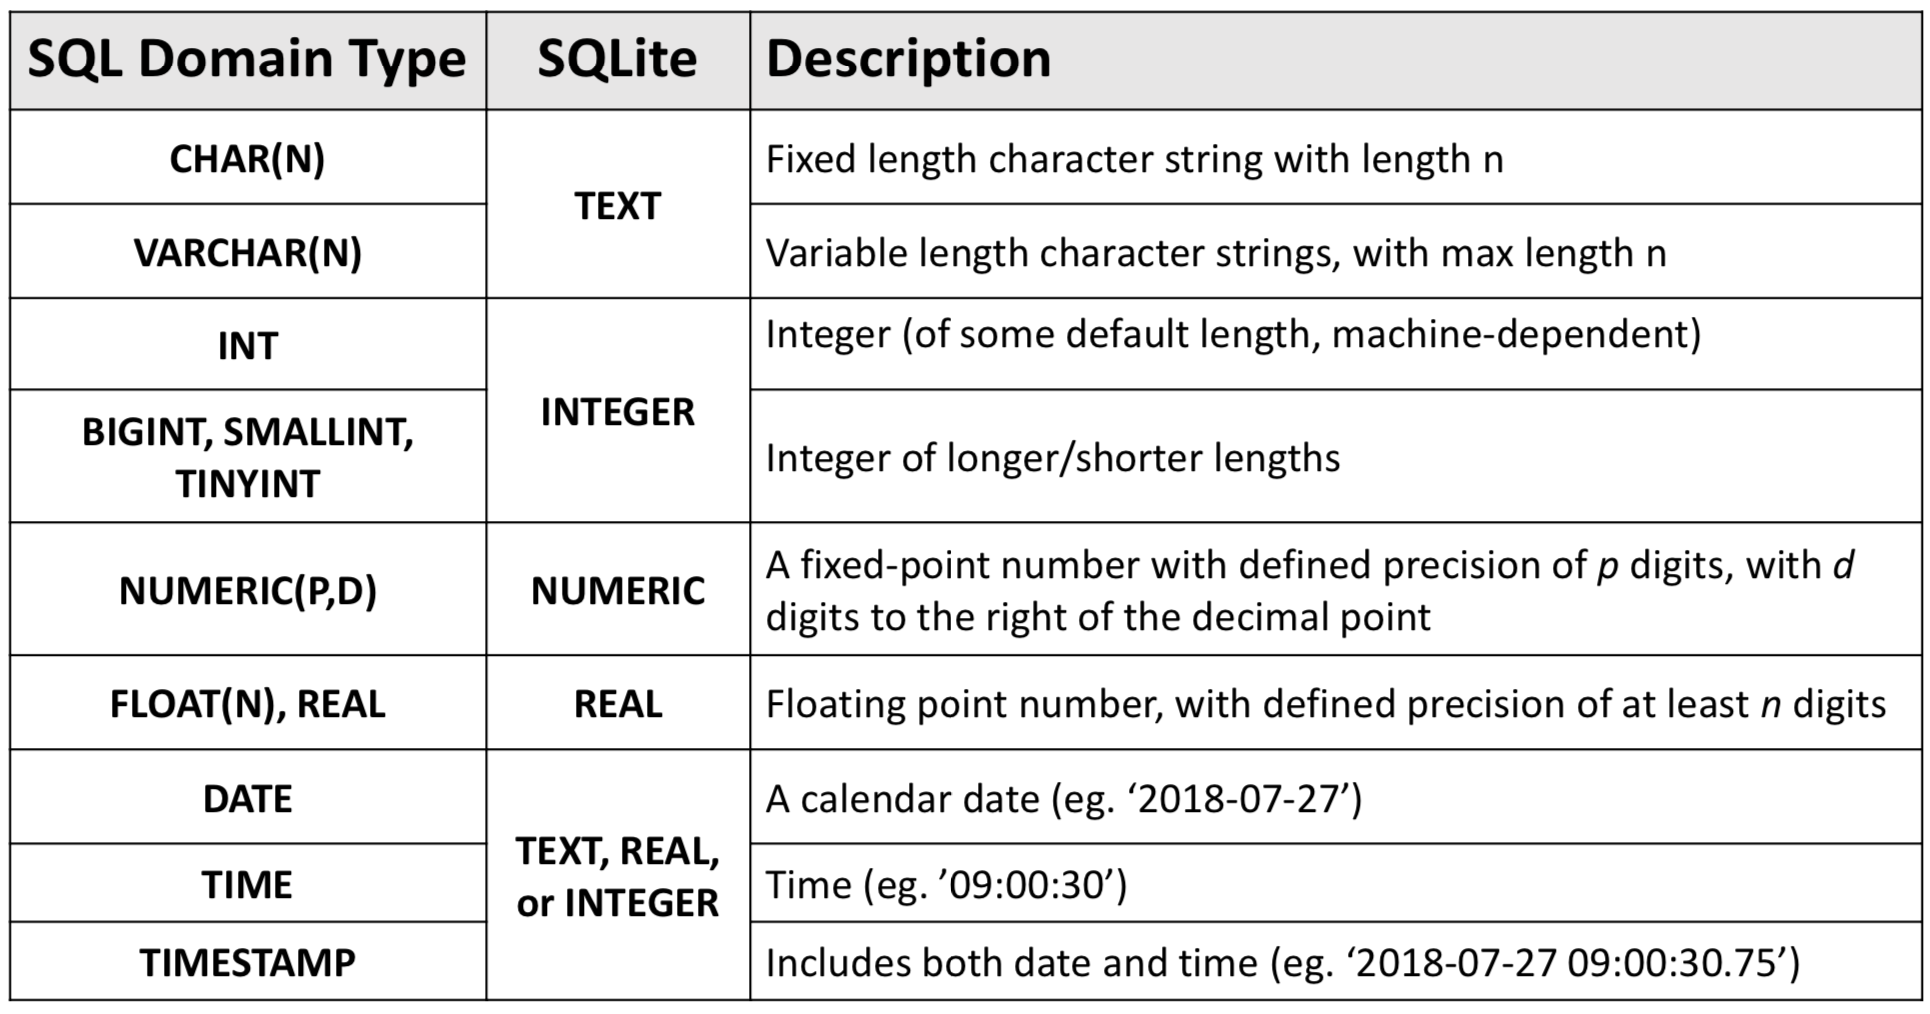 SQL Domain Type SQLite Description
CHAR(N) Fixed length character string with length n
TEXT
VARCHAR(N) Variable length character strings, with max length n
INT Integer (of some default length, machine-dependent)
INTEGER
BIGINT, SMALLINT,
TINYINT
Integer of longer/shorter lengths
NUMERIC(P,D) NUMERIC
A fixed-point number with defined precision of p digits, with d
digits to the right of the decimal point
FLOAT(N), REAL REAL Floating point number, with defined precision of at least n digits
DATE A calendar date (eg. ‘2018-07-27’)
TEXT, REAL,
or INTEGER
TIME Time (eg. ’09:00:30’)
TIMESTAMP Includes both date and time (eg. ‘2018-07-27 09:00:30.75’)